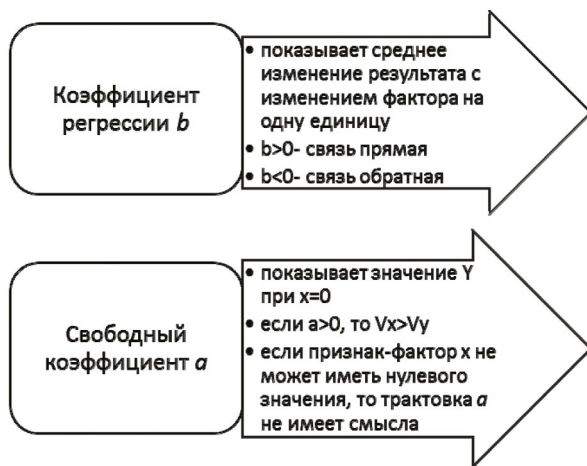 Коэффициент
регрессии b
• показывает среднее
изменение результата с
изменением фактора на
одну единицу
• b>0- связь прямая
• b<0- связь обратная
Свободный
коэффициент a
• показывает значение Y
при x=0
• если a>0, то Vx>Vy
• если признак-фактор x не
может иметь нулевого
значения, то трактовка a
не имеет смысла